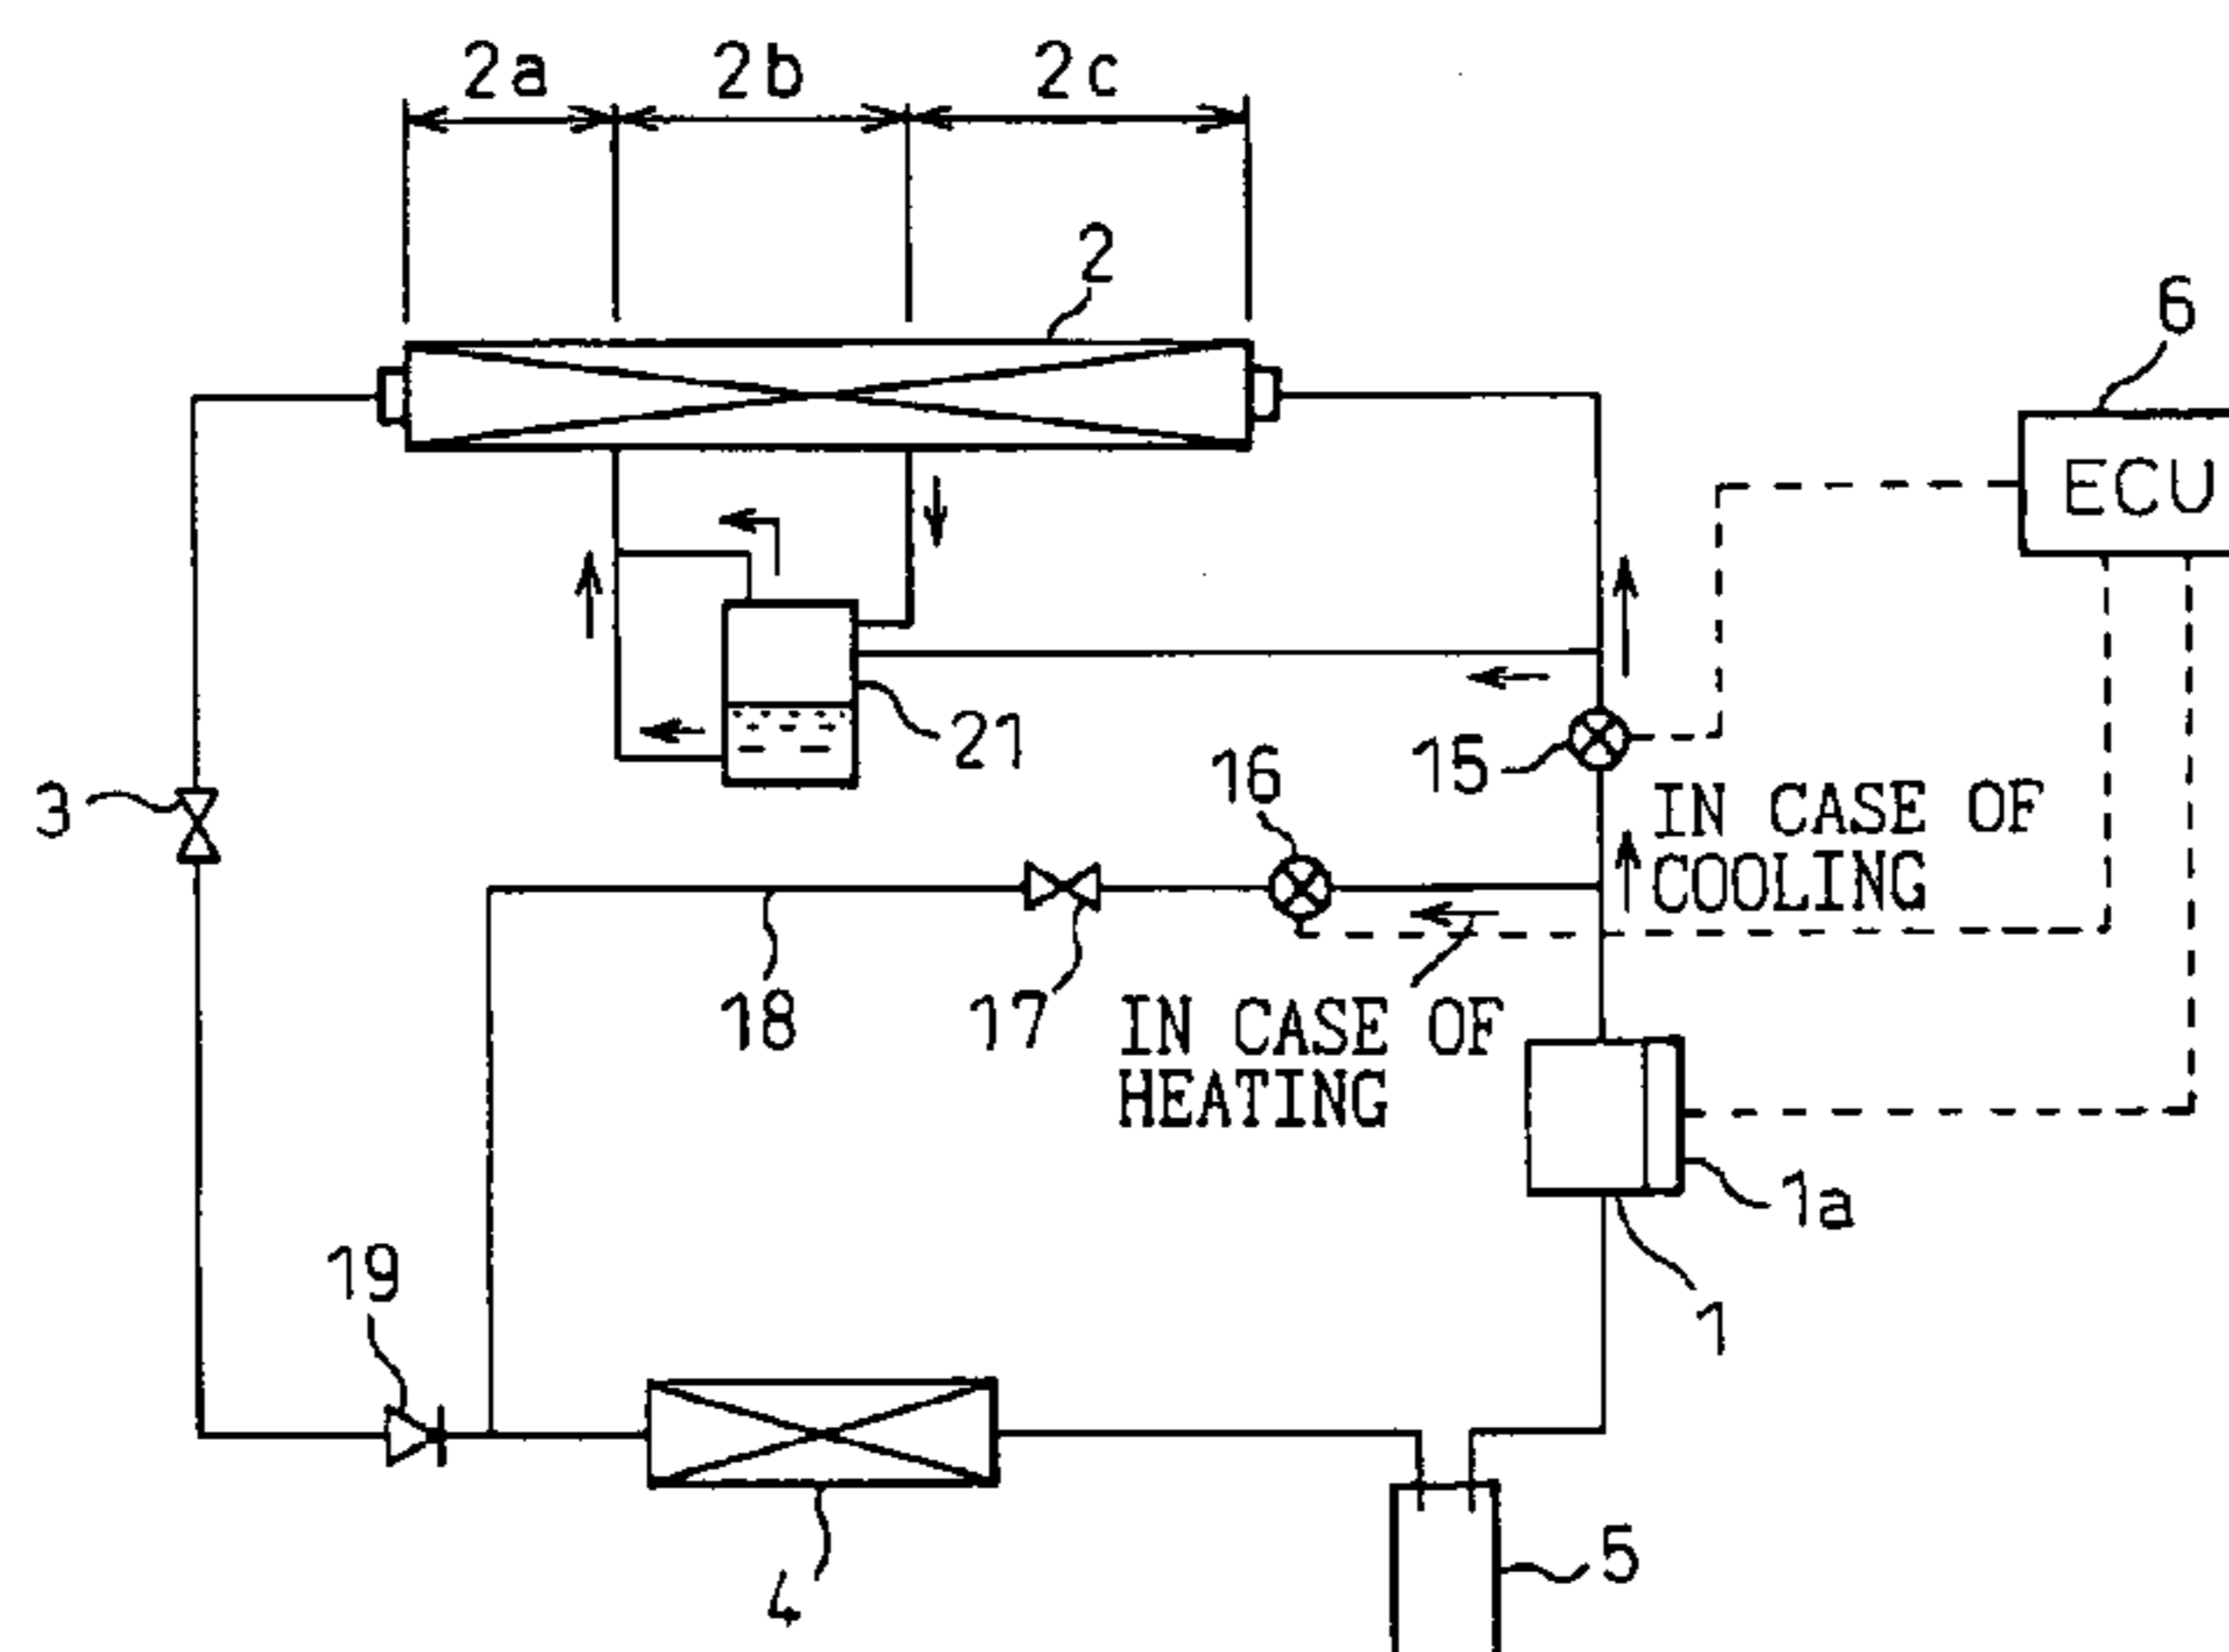 2a 2b 2c
2
6
ECU
21
15
16
3
IN CASE OF
COOLING
18
17
IN CASE OF
HEATING
1a
1
19
4
5